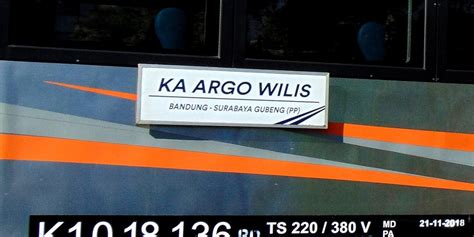 KA ARGO WILIS
BANDUNG - SURABAYA GUBENG (PP)
K1 0 18 136 BD TS 220 / 380 V MD 21-11-2018
PA